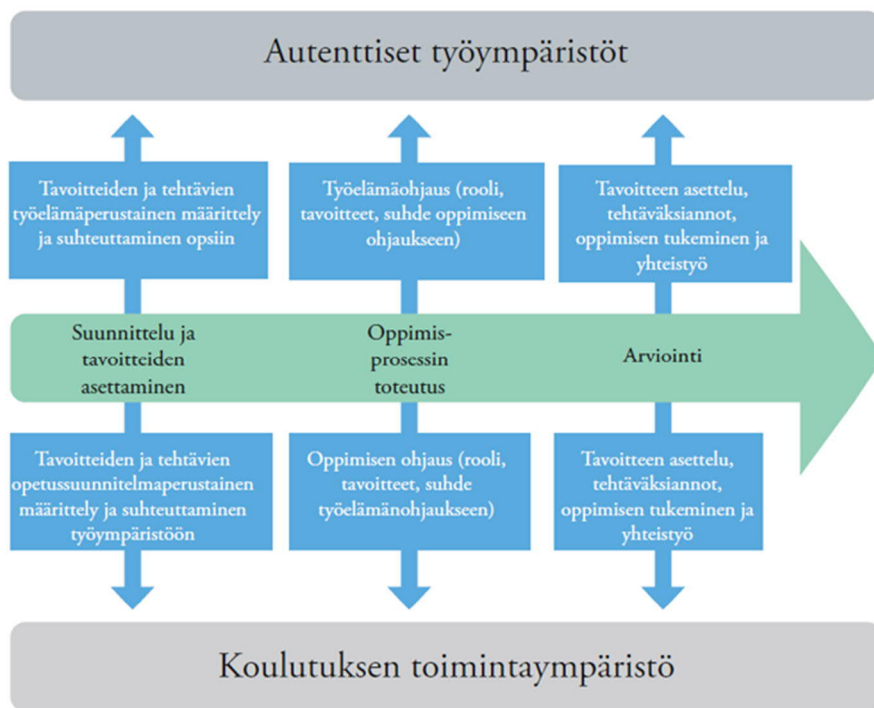 Autenttiset työympäristöt
Tavoitteiden ja tehtävien
työelämäperustainen määrittely
ja suhteuttaminen opsiin
Työelämäohjaus (rooli,
tavoitteet, suhde oppimiseen
ohjaukseen)
Tavoitteen asettelu,
tehtäväksiannot,
oppimisen tukeminen ja
yhteistyö
Suunnittelu ja
tavoitteiden
asettaminen
Oppimis-
prosessin
toteutus
Arviointi
Tavoitteiden ja tehtävien
opetussuunnitelmaperustainen
määrittely ja suhteuttaminen
työympäristöön
Oppimisen ohjaus (rooli,
tavoitteet, suhde
työelämänohjaukseen)
Tavoitteen asettelu,
tehtäväksiannot,
oppimisen tukeminen ja
yhteistyö
Koulutuksen toimintaympäristö